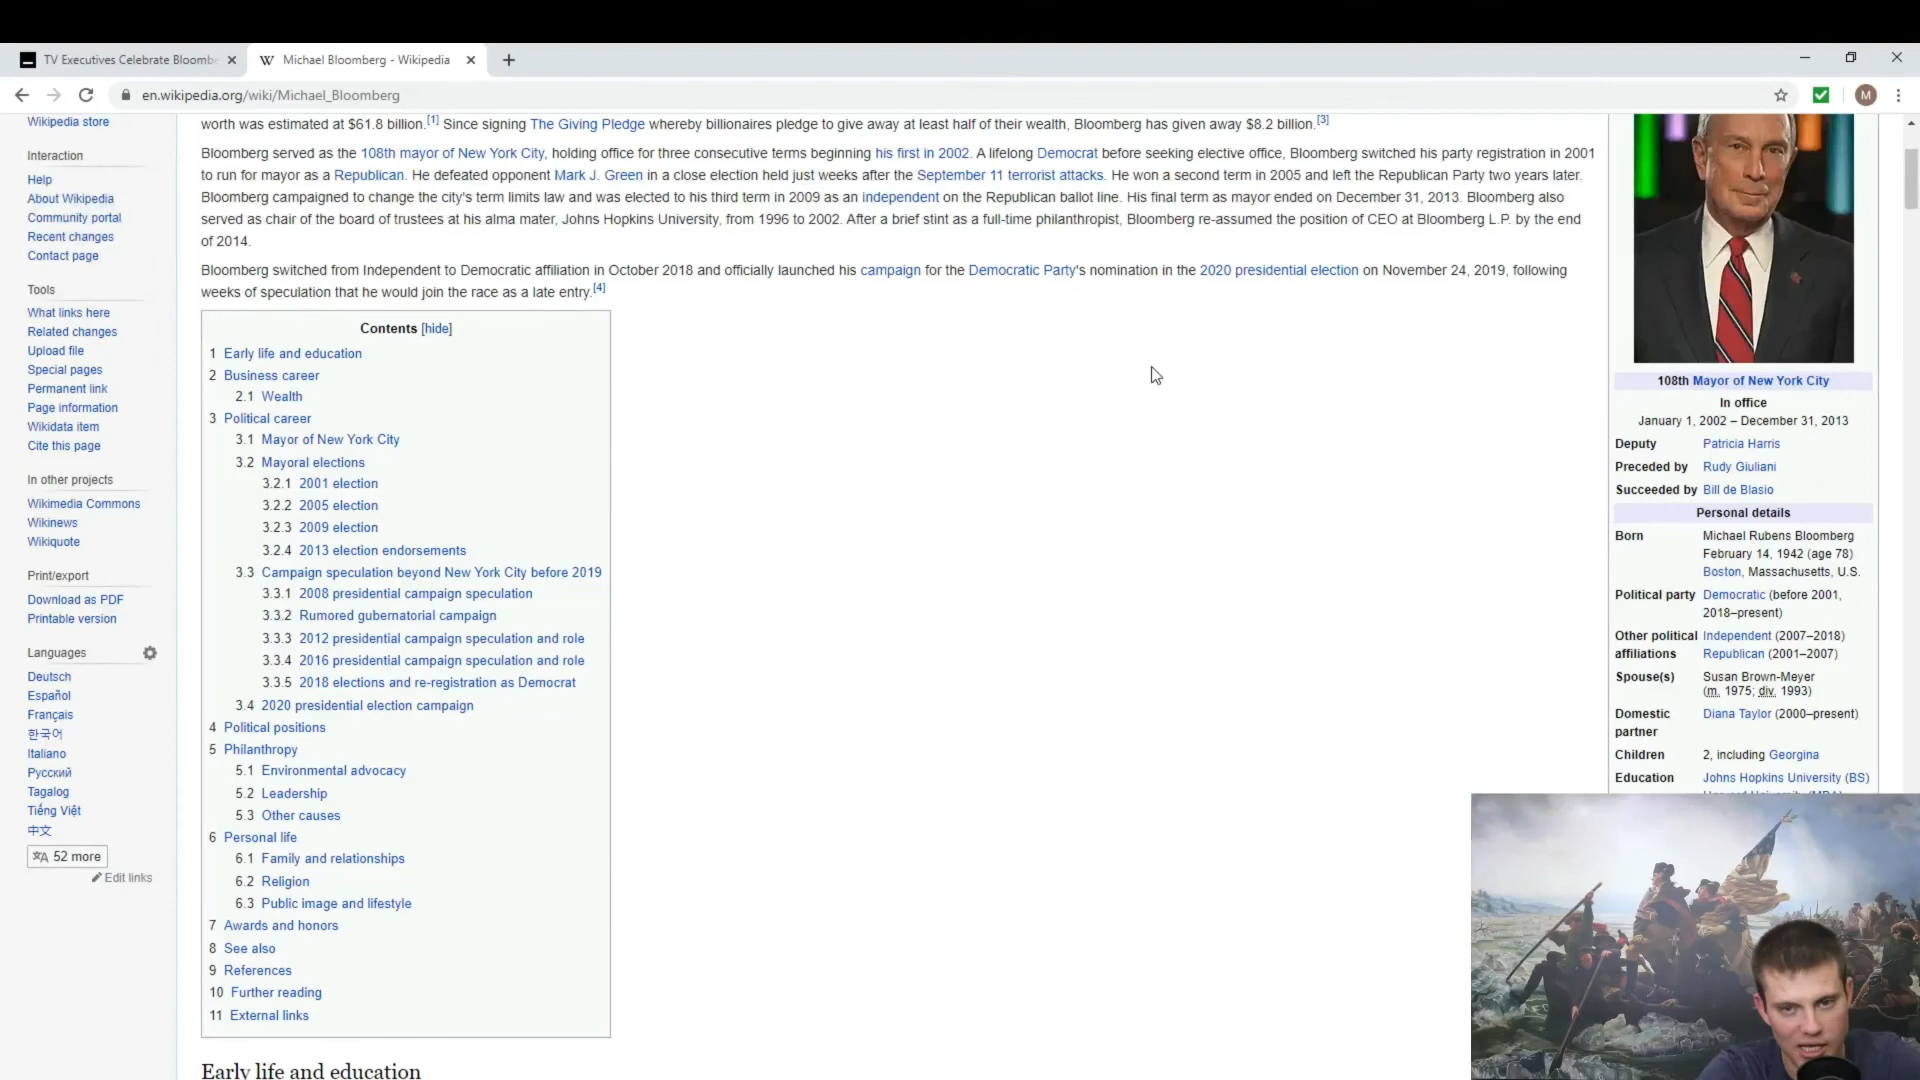 TV Executives Celebrate Bloomb
Michael Bloomberg - Wikipedia
en.wikipedia.org/wiki/Michael_Bloomberg
M
Wikipedia store
Interaction
Help
About Wikipedia
Community portal
Recent changes
Contact page
Tools
What links here
Related changes
Upload file
Special pages
Permanent link
Page information
Wikidata item
Cite this page
In other projects
Wikimedia Commons
Wikinews
Wikiquote
Print/export
Download as PDF
Printable version
Languages
Deutsch
Español
Français
한국어
Italiano
Русский
Tagalog
Tiếng Việt
中文
文A 52 more
Edit links
worth was estimated at $61.8 billion.[1] Since signing The Giving Pledge whereby billionaires pledge to give away at least half of their wealth, Bloomberg has given away $8.2 billion.[3]
Bloomberg served as the 108th mayor of New York City, holding office for three consecutive terms beginning his first in 2002. A lifelong Democrat before seeking elective office, Bloomberg switched his party registration in 2001
to run for mayor as a Republican. He defeated opponent Mark J. Green in a close election held just weeks after the September 11 terrorist attacks. He won a second term in 2005 and left the Republican Party two years later.
Bloomberg campaigned to change the city's term limits law and was elected to his third term in 2009 as an independent on the Republican ballot line. His final term as mayor ended on December 31, 2013. Bloomberg also
served as chair of the board of trustees at his alma mater, Johns Hopkins University, from 1996 to 2002. After a brief stint as a full-time philanthropist, Bloomberg re-assumed the position of CEO at Bloomberg L.P. by the end
of 2014.
Bloomberg switched from Independent to Democratic affiliation in October 2018 and officially launched his campaign for the Democratic Party's nomination in the 2020 presidential election on November 24, 2019, following
weeks of speculation that he would join the race as a late entry.[4]
Contents [hide]
1 Early life and education
2 Business career
2.1 Wealth
3 Political career
3.1 Mayor of New York City
3.2 Mayoral elections
3.2.1 2001 election
3.2.2 2005 election
3.2.3 2009 election
3.2.4 2013 election endorsements
3.3 Campaign speculation beyond New York City before 2019
3.3.1 2008 presidential campaign speculation
3.3.2 Rumored gubernatorial campaign
3.3.3 2012 presidential campaign speculation and role
3.3.4 2016 presidential campaign speculation and role
3.3.5 2018 elections and re-registration as Democrat
3.4 2020 presidential election campaign
4 Political positions
5 Philanthropy
5.1 Environmental advocacy
5.2 Leadership
5.3 Other causes
6 Personal life
6.1 Family and relationships
6.2 Religion
6.3 Public image and lifestyle
7 Awards and honors
8 See also
9 References
10 Further reading
11 External links
Early life and education
108th Mayor of New York City
In office
January 1, 2002 – December 31, 2013
Deputy Patricia Harris
Preceded by Rudy Giuliani
Succeeded by Bill de Blasio
Personal details
Born Michael Rubens Bloomberg
February 14, 1942 (age 78)
Boston, Massachusetts, U.S.
Political party Democratic (before 2001,
2018–present)
Other political Independent (2007–2018)
affiliations Republican (2001–2007)
Spouse(s) Susan Brown-Meyer
(m. 1975; div. 1993)
Domestic Diana Taylor (2000–present)
partner
Children 2, including Georgina
Education Johns Hopkins University (BS)